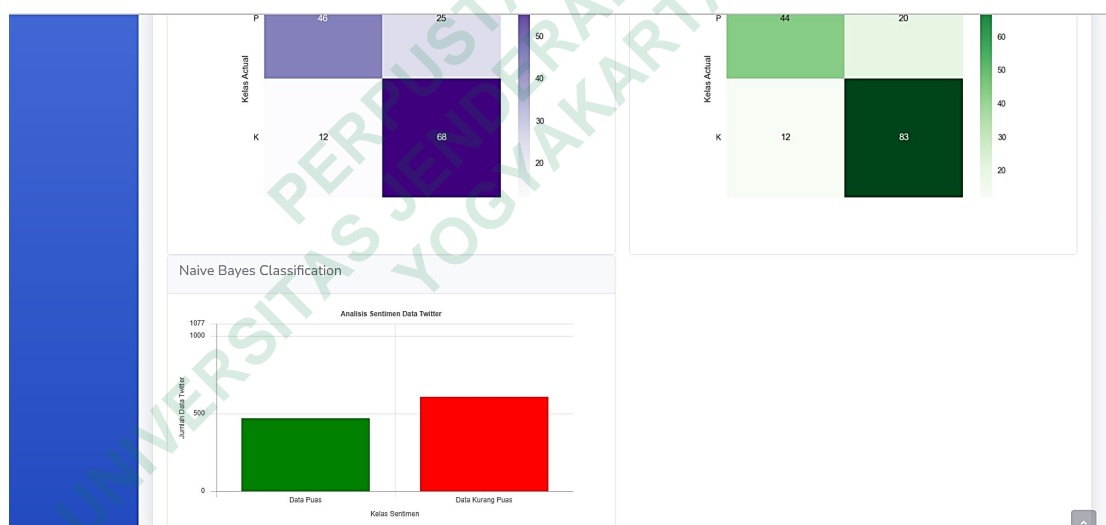 P
46
25
50
Kelas Actual
40
30
K
12
68
20
P
44
20
60
50
Kelas Actual
40
K
12
83
30
20
Naive Bayes Classification
Analisis Sentimen Data Twitter
1077
1000
Jumlah Data Twitter
500
0
Data Puas
Data Kurang Puas
Kelas Sentimen
UNIVERSITAS JENDERA
YOGYAKARTA
PERPUSTA